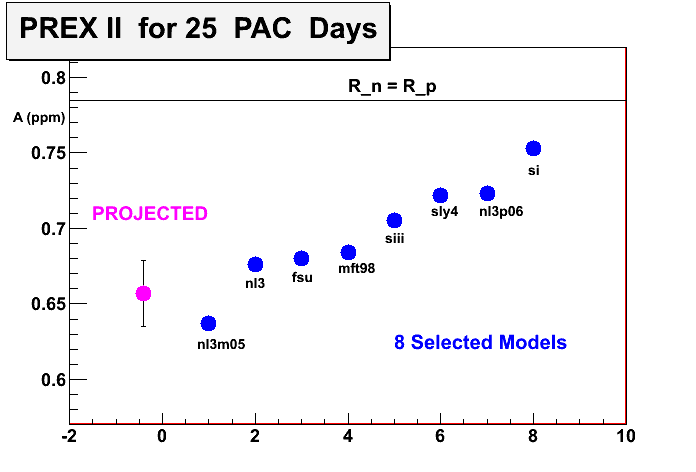 PREX II for 25 PAC Days
0.8
R_n = R_p
A (ppm)
0.75
si
PROJECTED
sly4
nl3p06
0.7
siii
nl3
fsu
mft98
0.65
nl3m05
8 Selected Models
0.6
-2 0 2 4 6 8 10